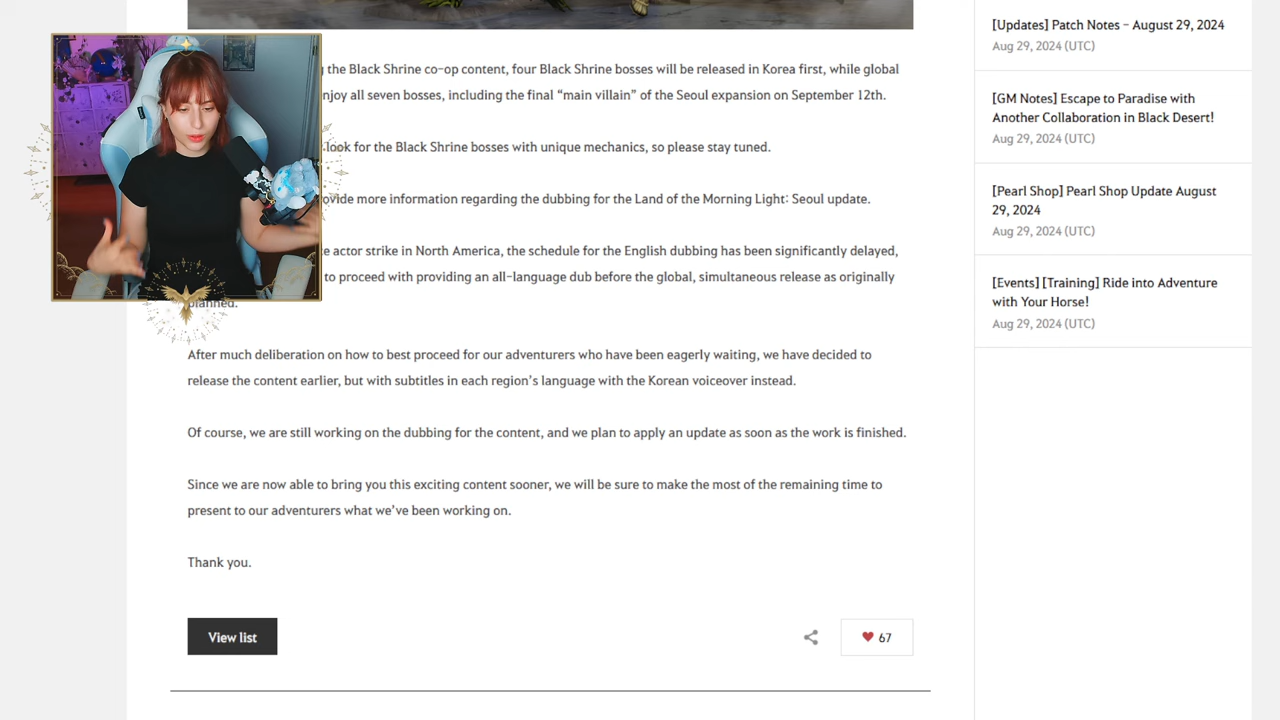 the Black Shrine co-op content, four Black Shrine bosses will be released in Korea first, while global
njoy all seven bosses, including the final “main villain” of the Seoul expansion on September 12th.
look for the Black Shrine bosses with unique mechanics, so please stay tuned.
ovide more information regarding the dubbing for the Land of the Morning Light: Seoul update.
e actor strike in North America, the schedule for the English dubbing has been significantly delayed,
to proceed with providing an all-language dub before the global, simultaneous release as originally
planned.
After much deliberation on how to best proceed for our adventurers who have been eagerly waiting, we have decided to
release the content earlier, but with subtitles in each region's language with the Korean voiceover instead.
Of course, we are still working on the dubbing for the content, and we plan to apply an update as soon as the work is finished.
Since we are now able to bring you this exciting content sooner, we will be sure to make the most of the remaining time to
present to our adventurers what we've been working on.
Thank you.
View list
67
[Updates] Patch Notes - August 29, 2024
Aug 29, 2024 (UTC)
[GM Notes] Escape to Paradise with
Another Collaboration in Black Desert!
Aug 29, 2024 (UTC)
[Pearl Shop] Pearl Shop Update August
29, 2024
Aug 29, 2024 (UTC)
[Events] [Training] Ride into Adventure
with Your Horse!
Aug 29, 2024 (UTC)